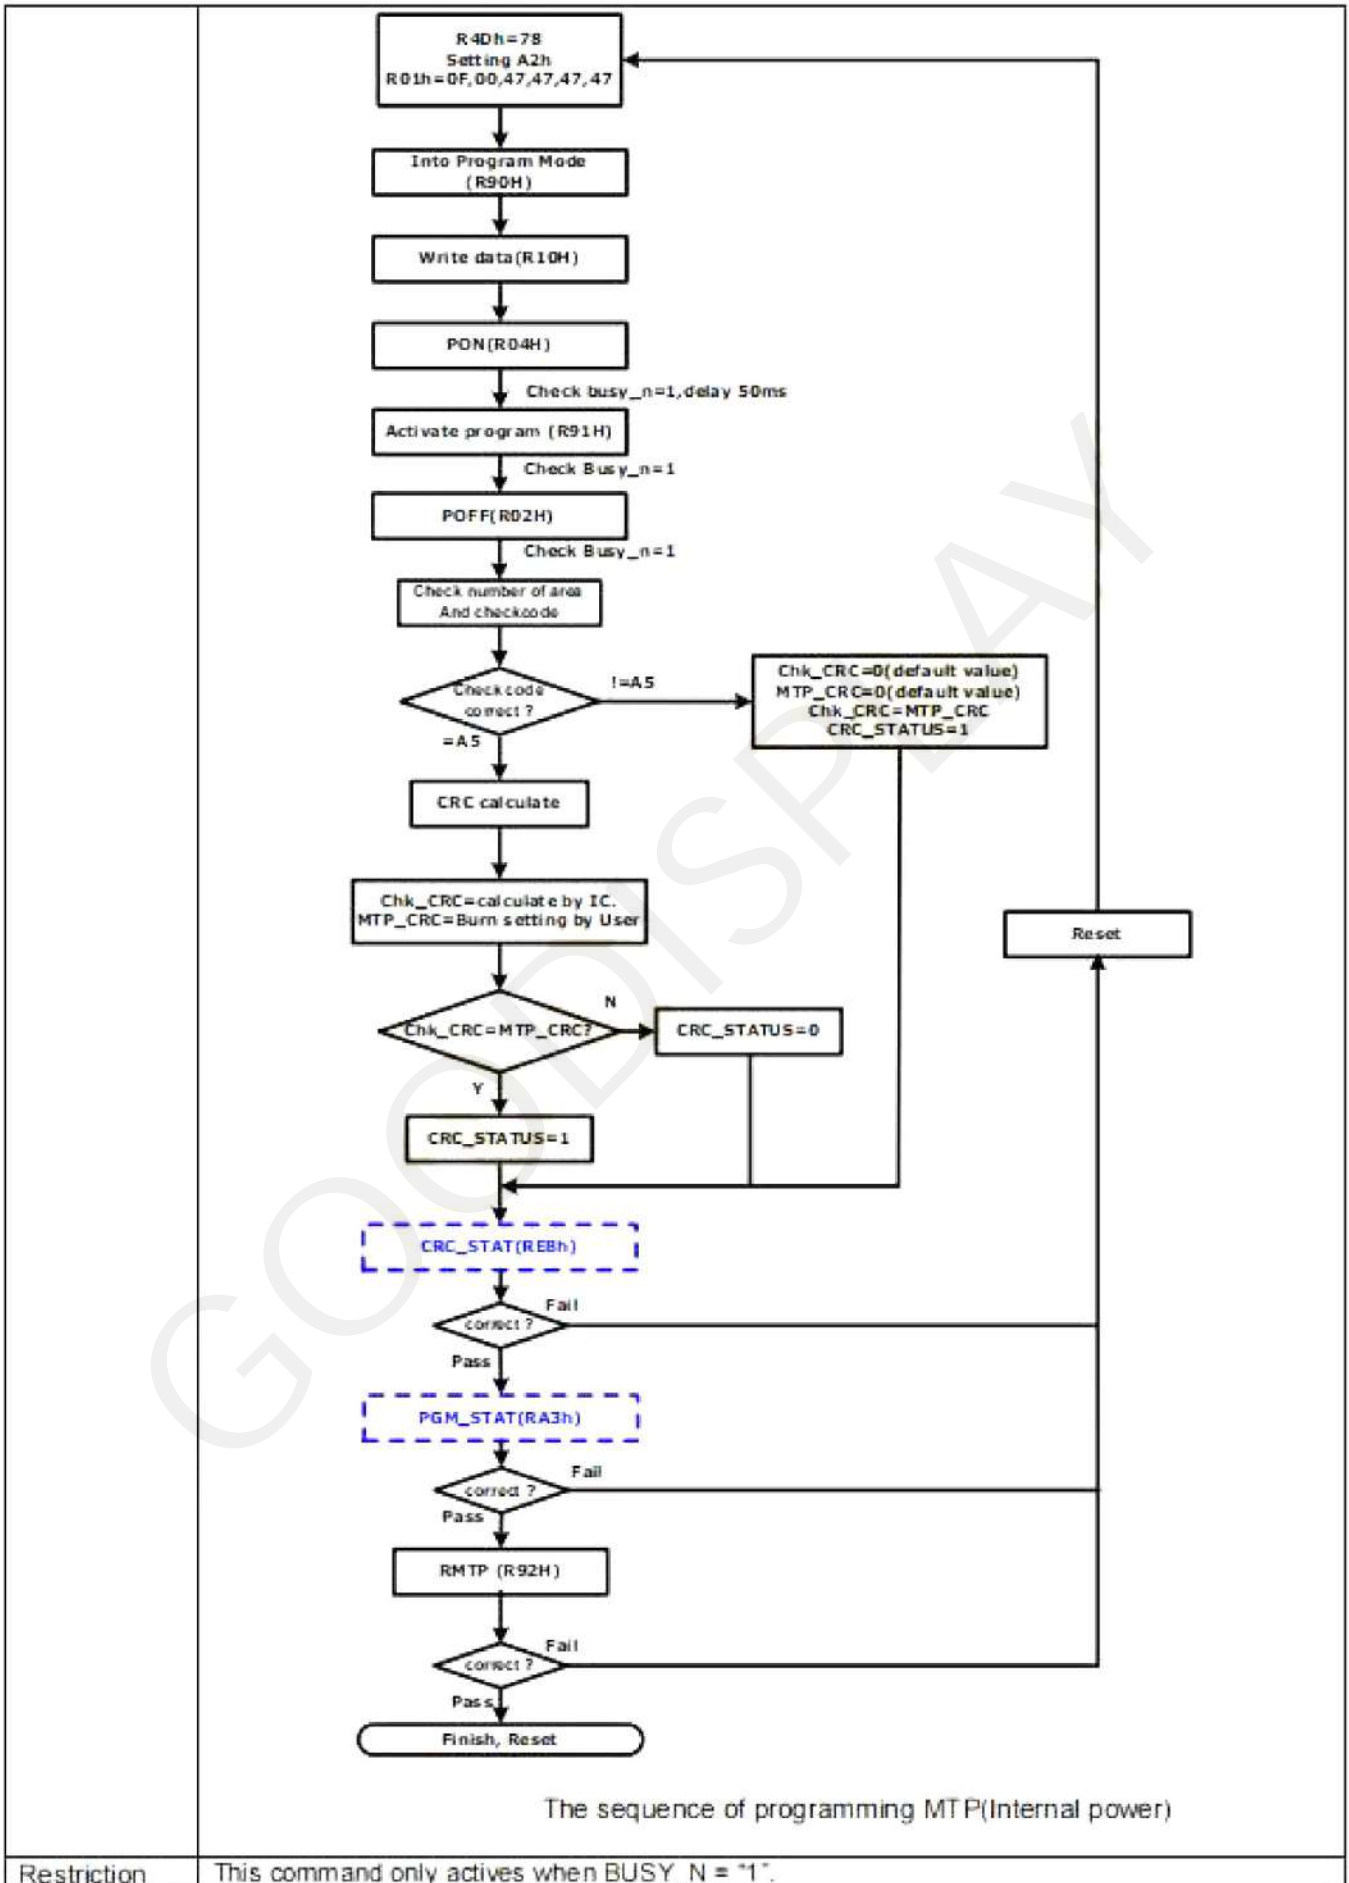 R4Dh=78
Setting A2h
R01h=0F,00,47,47,47,47
Into Program Mode
(R90H)
Write data(R10H)
PON(R04H)
Check busy_n=1,delay 50ms
Activate program (R91H)
Check Busy_n=1
POFF(R02H)
Check Busy_n=1
Check number of area
And checkcode
Check code
correct ?
!=A5
=A5
Chk_CRC=0(default value)
MTP_CRC=0(default value)
Chk_CRC=MTP_CRC
CRC_STATUS=1
CRC calculate
Chk_CRC=calculate by IC.
MTP_CRC=Burn setting by User
Reset
Chk_CRC=MTP_CRC?
N
CRC_STATUS=0
Y
CRC_STATUS=1
CRC_STAT(RE8h)
correct ?
Fail
Pass
PGM_STAT(RA3h)
correct ?
Fail
Pass
RMTP (R92H)
correct ?
Fail
Pass
Finish, Reset
The sequence of programming MTP(Internal power)
Restriction
This command only actives when BUSY_N = "1".
GOODISPLAY